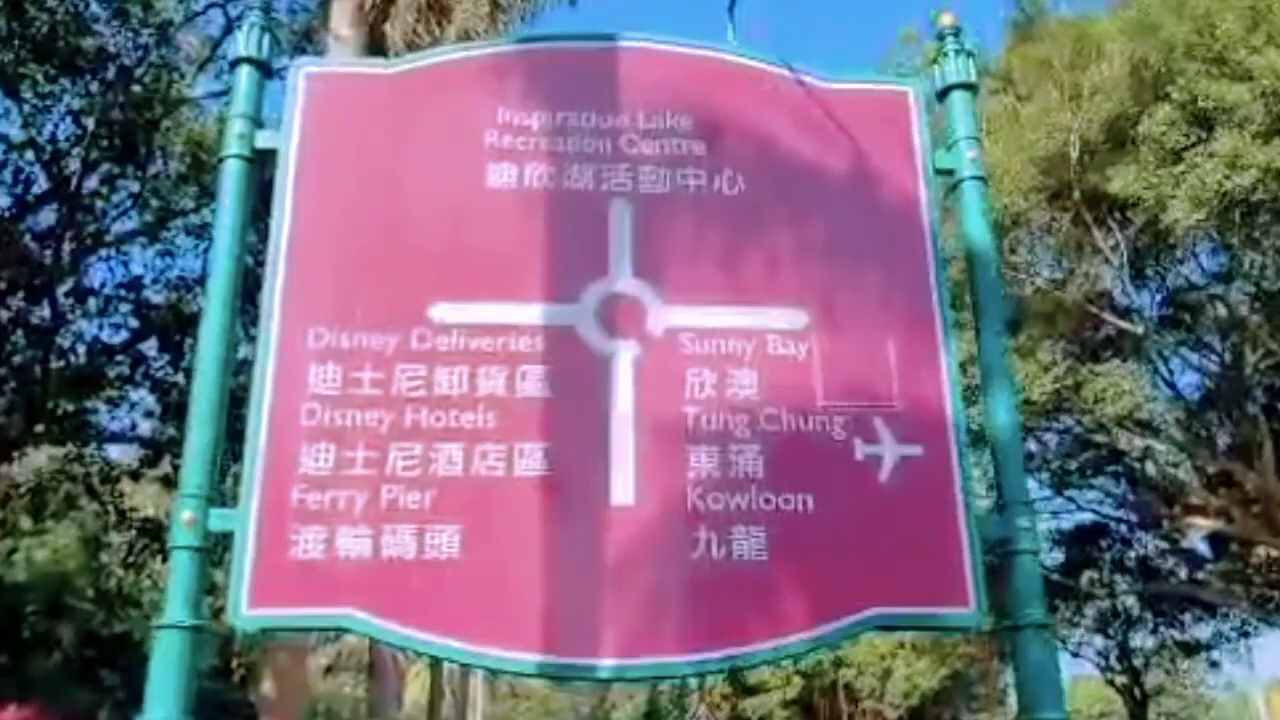 Inspiration Lake
Recreation Centre
迪欣湖活動中心
Disney Deliveries
迪士尼卸貨區
Disney Hotels
迪士尼酒店區
Ferry Pier
渡輪碼頭
Sunny Bay
欣澳
Tung Chung
東涌
Kowloon
九龍